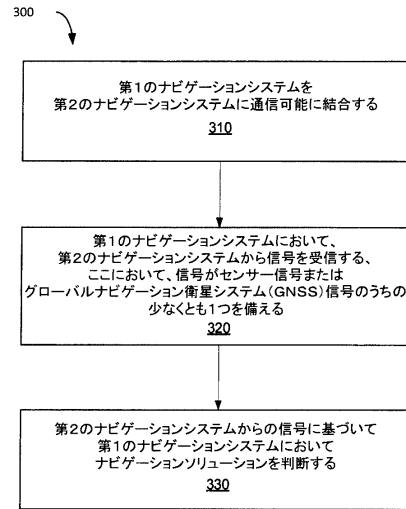 300
第1のナビゲーションシステムを
第2のナビゲーションシステムに通信可能に結合する
310
第1のナビゲーションシステムにおいて、
第2のナビゲーションシステムから信号を受信する、
ここにおいて、信号がセンサー信号または
グローバルナビゲーション衛星システム(GNSS)信号のうちの
少なくとも1つを備える
320
第2のナビゲーションシステムからの信号に基づいて
第1のナビゲーションシステムにおいて
ナビゲーションソリューションを判断する
330